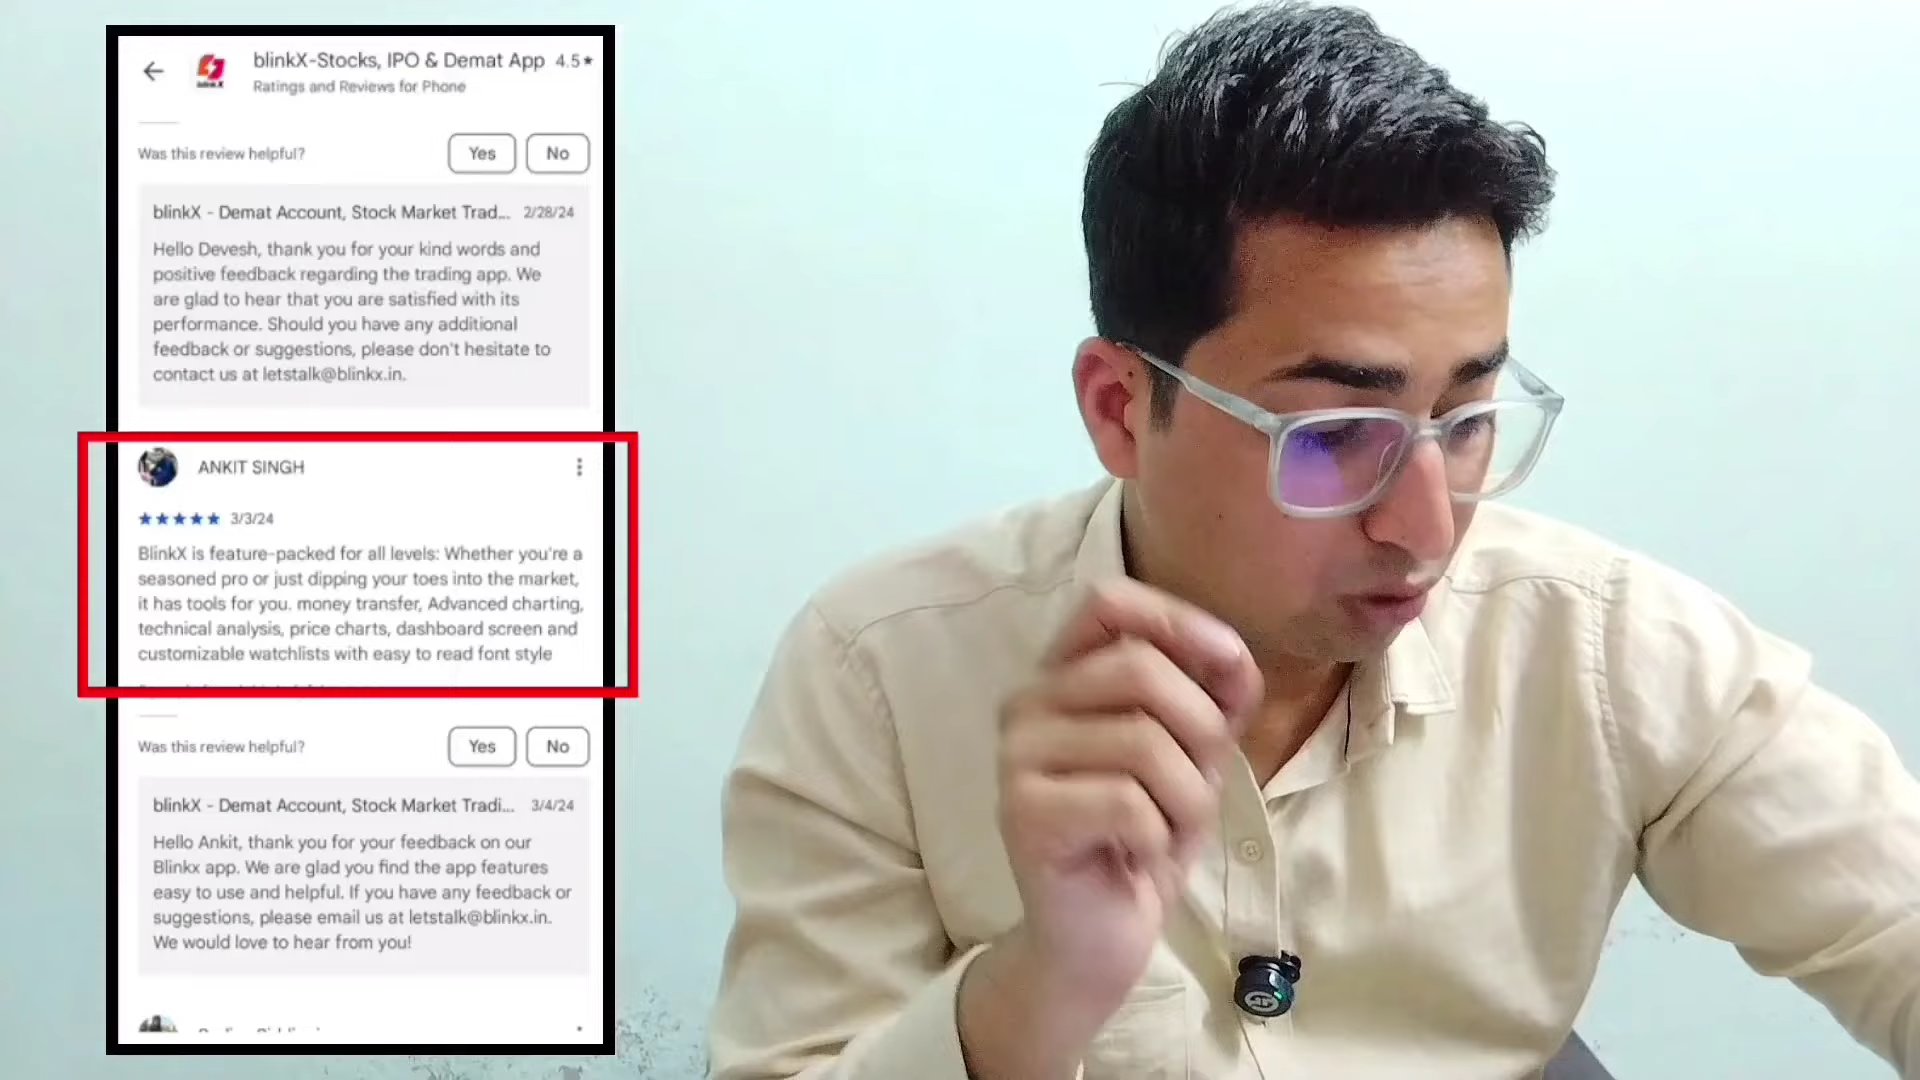 blinkX-Stocks, IPO & Demat App 4.5★
Ratings and Reviews for Phone
Was this review helpful?
Yes
No
blinkX - Demat Account, Stock Market Trad... 2/28/24
Hello Devesh, thank you for your kind words and
positive feedback regarding the trading app. We
are glad to hear that you are satisfied with its
performance. Should you have any additional
feedback or suggestions, please don't hesitate to
contact us at letstalk@blinkx.in.
ANKIT SINGH
★★★★★ 3/3/24
BlinkX is feature-packed for all levels: Whether you're a
seasoned pro or just dipping your toes into the market,
it has tools for you. money transfer, Advanced charting,
technical analysis, price charts, dashboard screen and
customizable watchlists with easy to read font style
Was this review helpful?
Yes
No
blinkX - Demat Account, Stock Market Tradi... 3/4/24
Hello Ankit, thank you for your feedback on our
Blinkx app. We are glad you find the app features
easy to use and helpful. If you have any feedback or
suggestions, please email us at letstalk@blinkx.in.
We would love to hear from you!